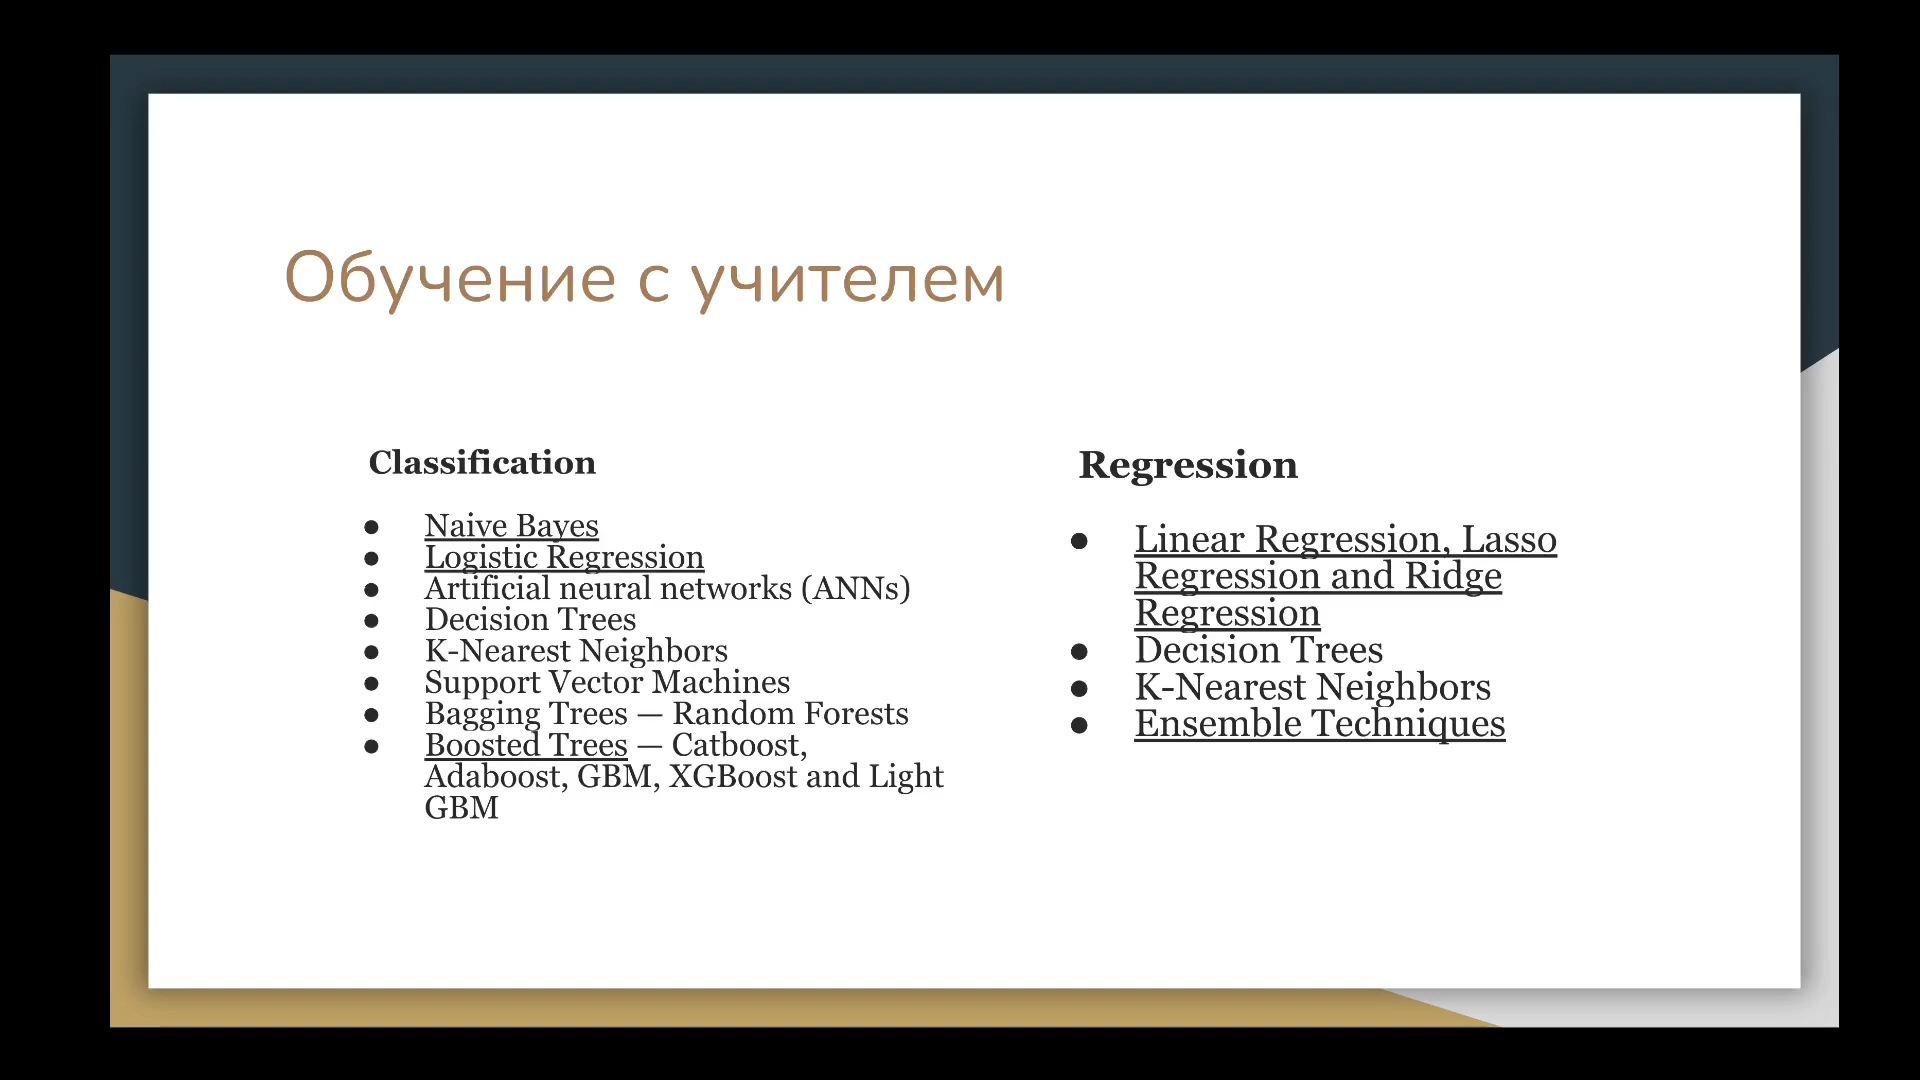 Обучение с учителем
Classification
● Naive Bayes
● Logistic Regression
● Artificial neural networks (ANNs)
● Decision Trees
● K-Nearest Neighbors
● Support Vector Machines
● Bagging Trees — Random Forests
● Boosted Trees — Catboost,
Adaboost, GBM, XGBoost and Light
GBM
Regression
● Linear Regression, Lasso
Regression and Ridge
Regression
● Decision Trees
● K-Nearest Neighbors
● Ensemble Techniques